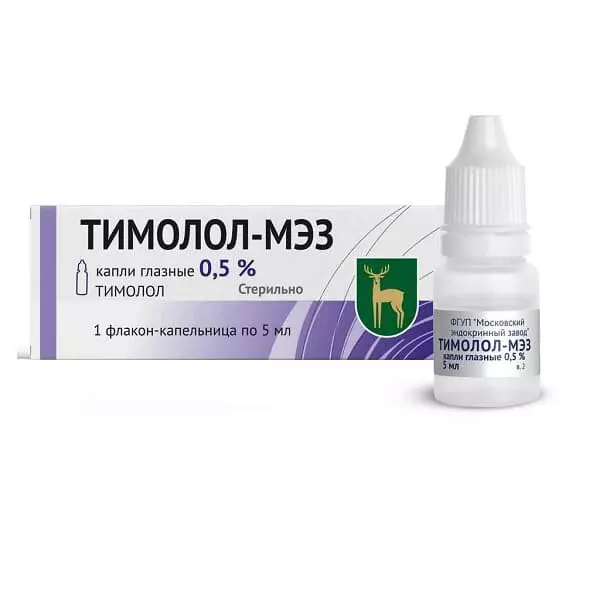 ТИМОЛОЛ-МЭЗ
капли глазные 0,5 %
ТИМОЛОЛ
Стерильно
1 флакон-капельница по 5 мл
ФГУП "Московский
эндокринный завод"
ТИМОЛОЛ-МЭЗ
капли глазные 0,5 %
5 мл
в. 2